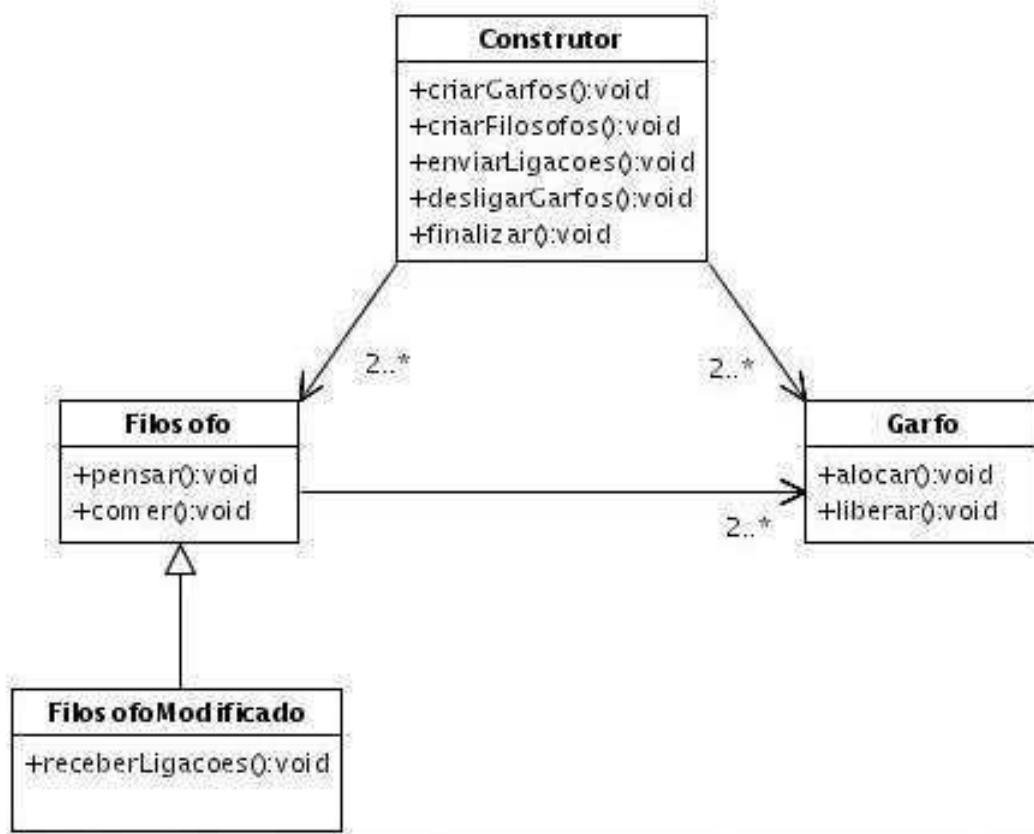 Construtor
+criarGarfos():void
+criarFilosofos():void
+enviarLigacoes():void
+desligarGarfos():void
+finalizar():void
2..*
2..*
Filosofo
+pensar():void
+comer():void
Garfo
+alocar():void
+liberar():void
2..*
FilosofoModificado
+receberLigacoes():void